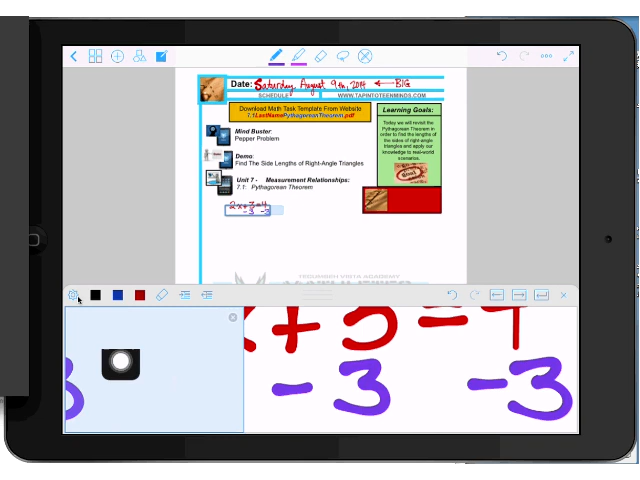 Date: Saturday, August 9th, 2014 ← BIG
SCHEDULE WWW.TAPINTOTEENMINDS.COM
Download Math Task Template From Website
7.1LastNamePythagoreanTheorem.pdf
Mind Buster:
Pepper Problem
Demo:
Find The Side Lengths of Right-Angle Triangles
Unit 7 - Measurement Relationships:
7.1: Pythagorean Theorem
Learning Goals:
Today we will revisit the
Pythagorean Theorem in
order to find the lengths of
the sides of right angle
triangles and apply our
knowledge to real-world
scenarios.
2x+3=4
-3 -3
TECUMSEH VISTA ACADEMY
x+3=4
3 -3 -3